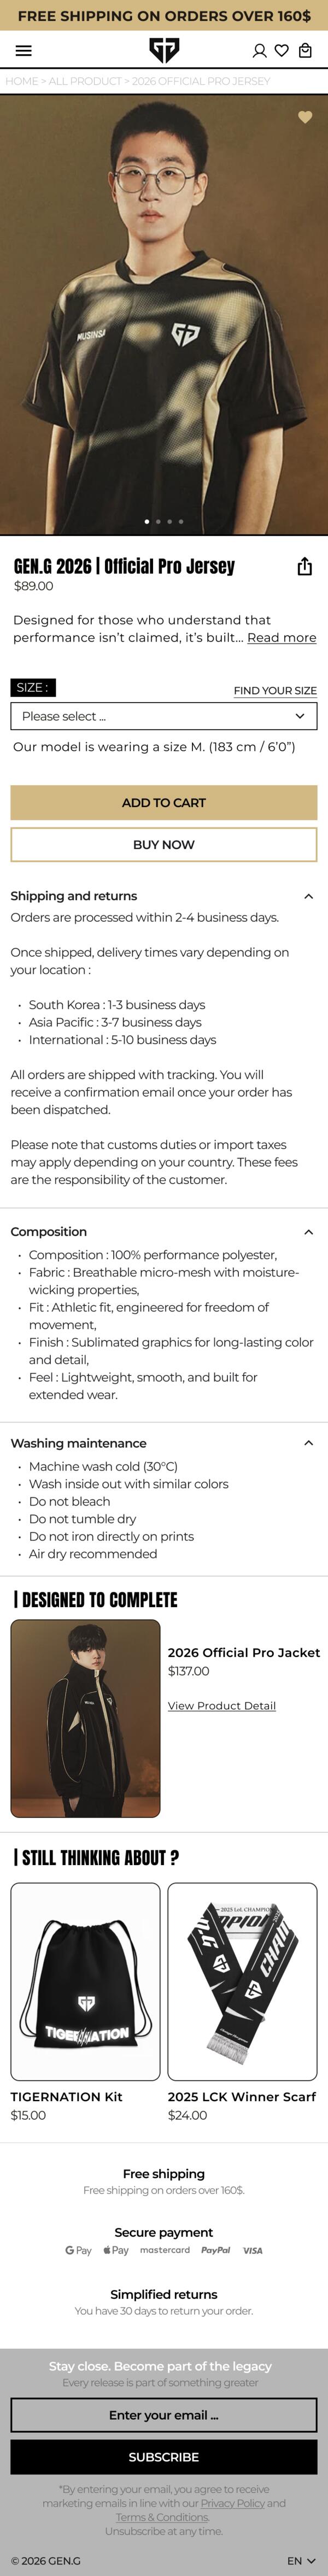 FREE SHIPPING ON ORDERS OVER 160$
HOME > ALL PRODUCT > 2026 OFFICIAL PRO JERSEY
MUSINSA
GEN.G 2026 | Official Pro Jersey
$89.00
Designed for those who understand that
performance isn’t claimed, it’s built... Read more
SIZE :
FIND YOUR SIZE
Please select ...
Our model is wearing a size M. (183 cm / 6’0”)
ADD TO CART
BUY NOW
Shipping and returns
Orders are processed within 2-4 business days.
Once shipped, delivery times vary depending on
your location :
• South Korea : 1-3 business days
• Asia Pacific : 3-7 business days
• International : 5-10 business days
All orders are shipped with tracking. You will
receive a confirmation email once your order has
been dispatched.
Please note that customs duties or import taxes
may apply depending on your country. These fees
are the responsibility of the customer.
Composition
• Composition : 100% performance polyester,
• Fabric : Breathable micro-mesh with moisture-
wicking properties,
• Fit : Athletic fit, engineered for freedom of
movement,
• Finish : Sublimated graphics for long-lasting color
and detail,
• Feel : Lightweight, smooth, and built for
extended wear.
Washing maintenance
• Machine wash cold (30°C)
• Wash inside out with similar colors
• Do not bleach
• Do not tumble dry
• Do not iron directly on prints
• Air dry recommended
| DESIGNED TO COMPLETE
2026 Official Pro Jacket
$137.00
View Product Detail
| STILL THINKING ABOUT ?
TIGERNATION
2025 LoL CHAMPION
TIGERNATION Kit
$15.00
2025 LCK Winner Scarf
$24.00
Free shipping
Free shipping on orders over 160$.
Secure payment
G Pay Pay mastercard PayPal VISA
Simplified returns
You have 30 days to return your order.
Stay close. Become part of the legacy
Every release is part of something greater
Enter your email ...
SUBSCRIBE
*By entering your email, you agree to receive
marketing emails in line with our Privacy Policy and
Terms & Conditions.
Unsubscribe at any time.
© 2026 GEN.G
EN